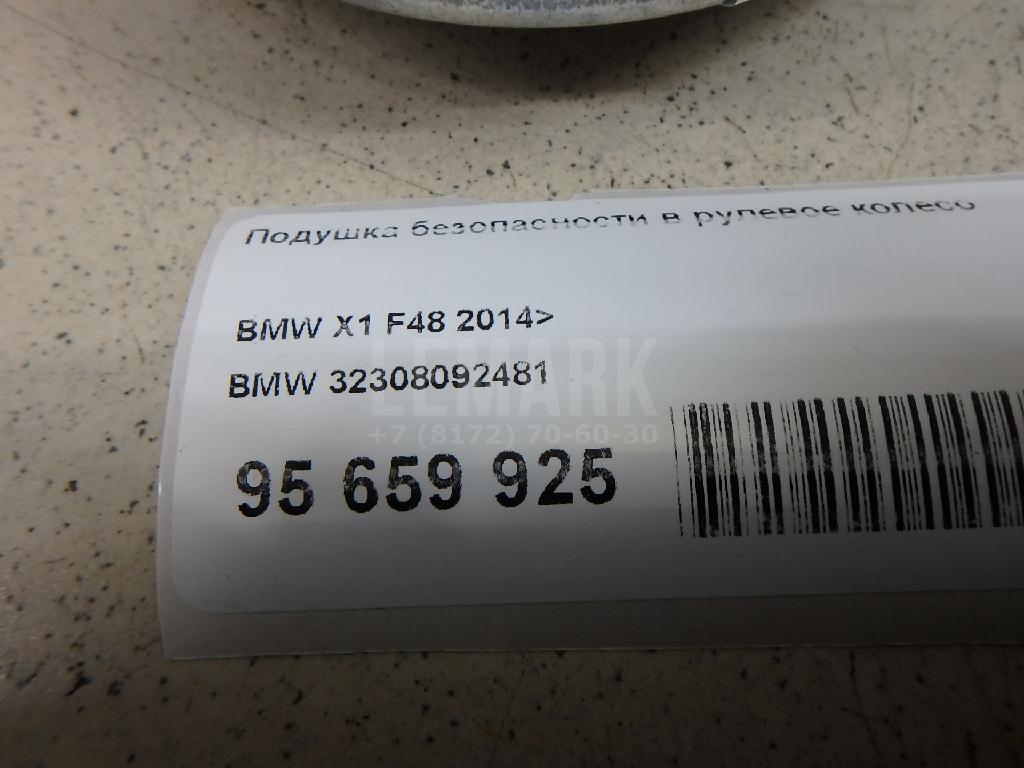 Подушка безопасности в рулевое колесо
BMW X1 F48 2014>
BMW 32308092481
LEMARK
+7 (8172) 70-60-30
95 659 925